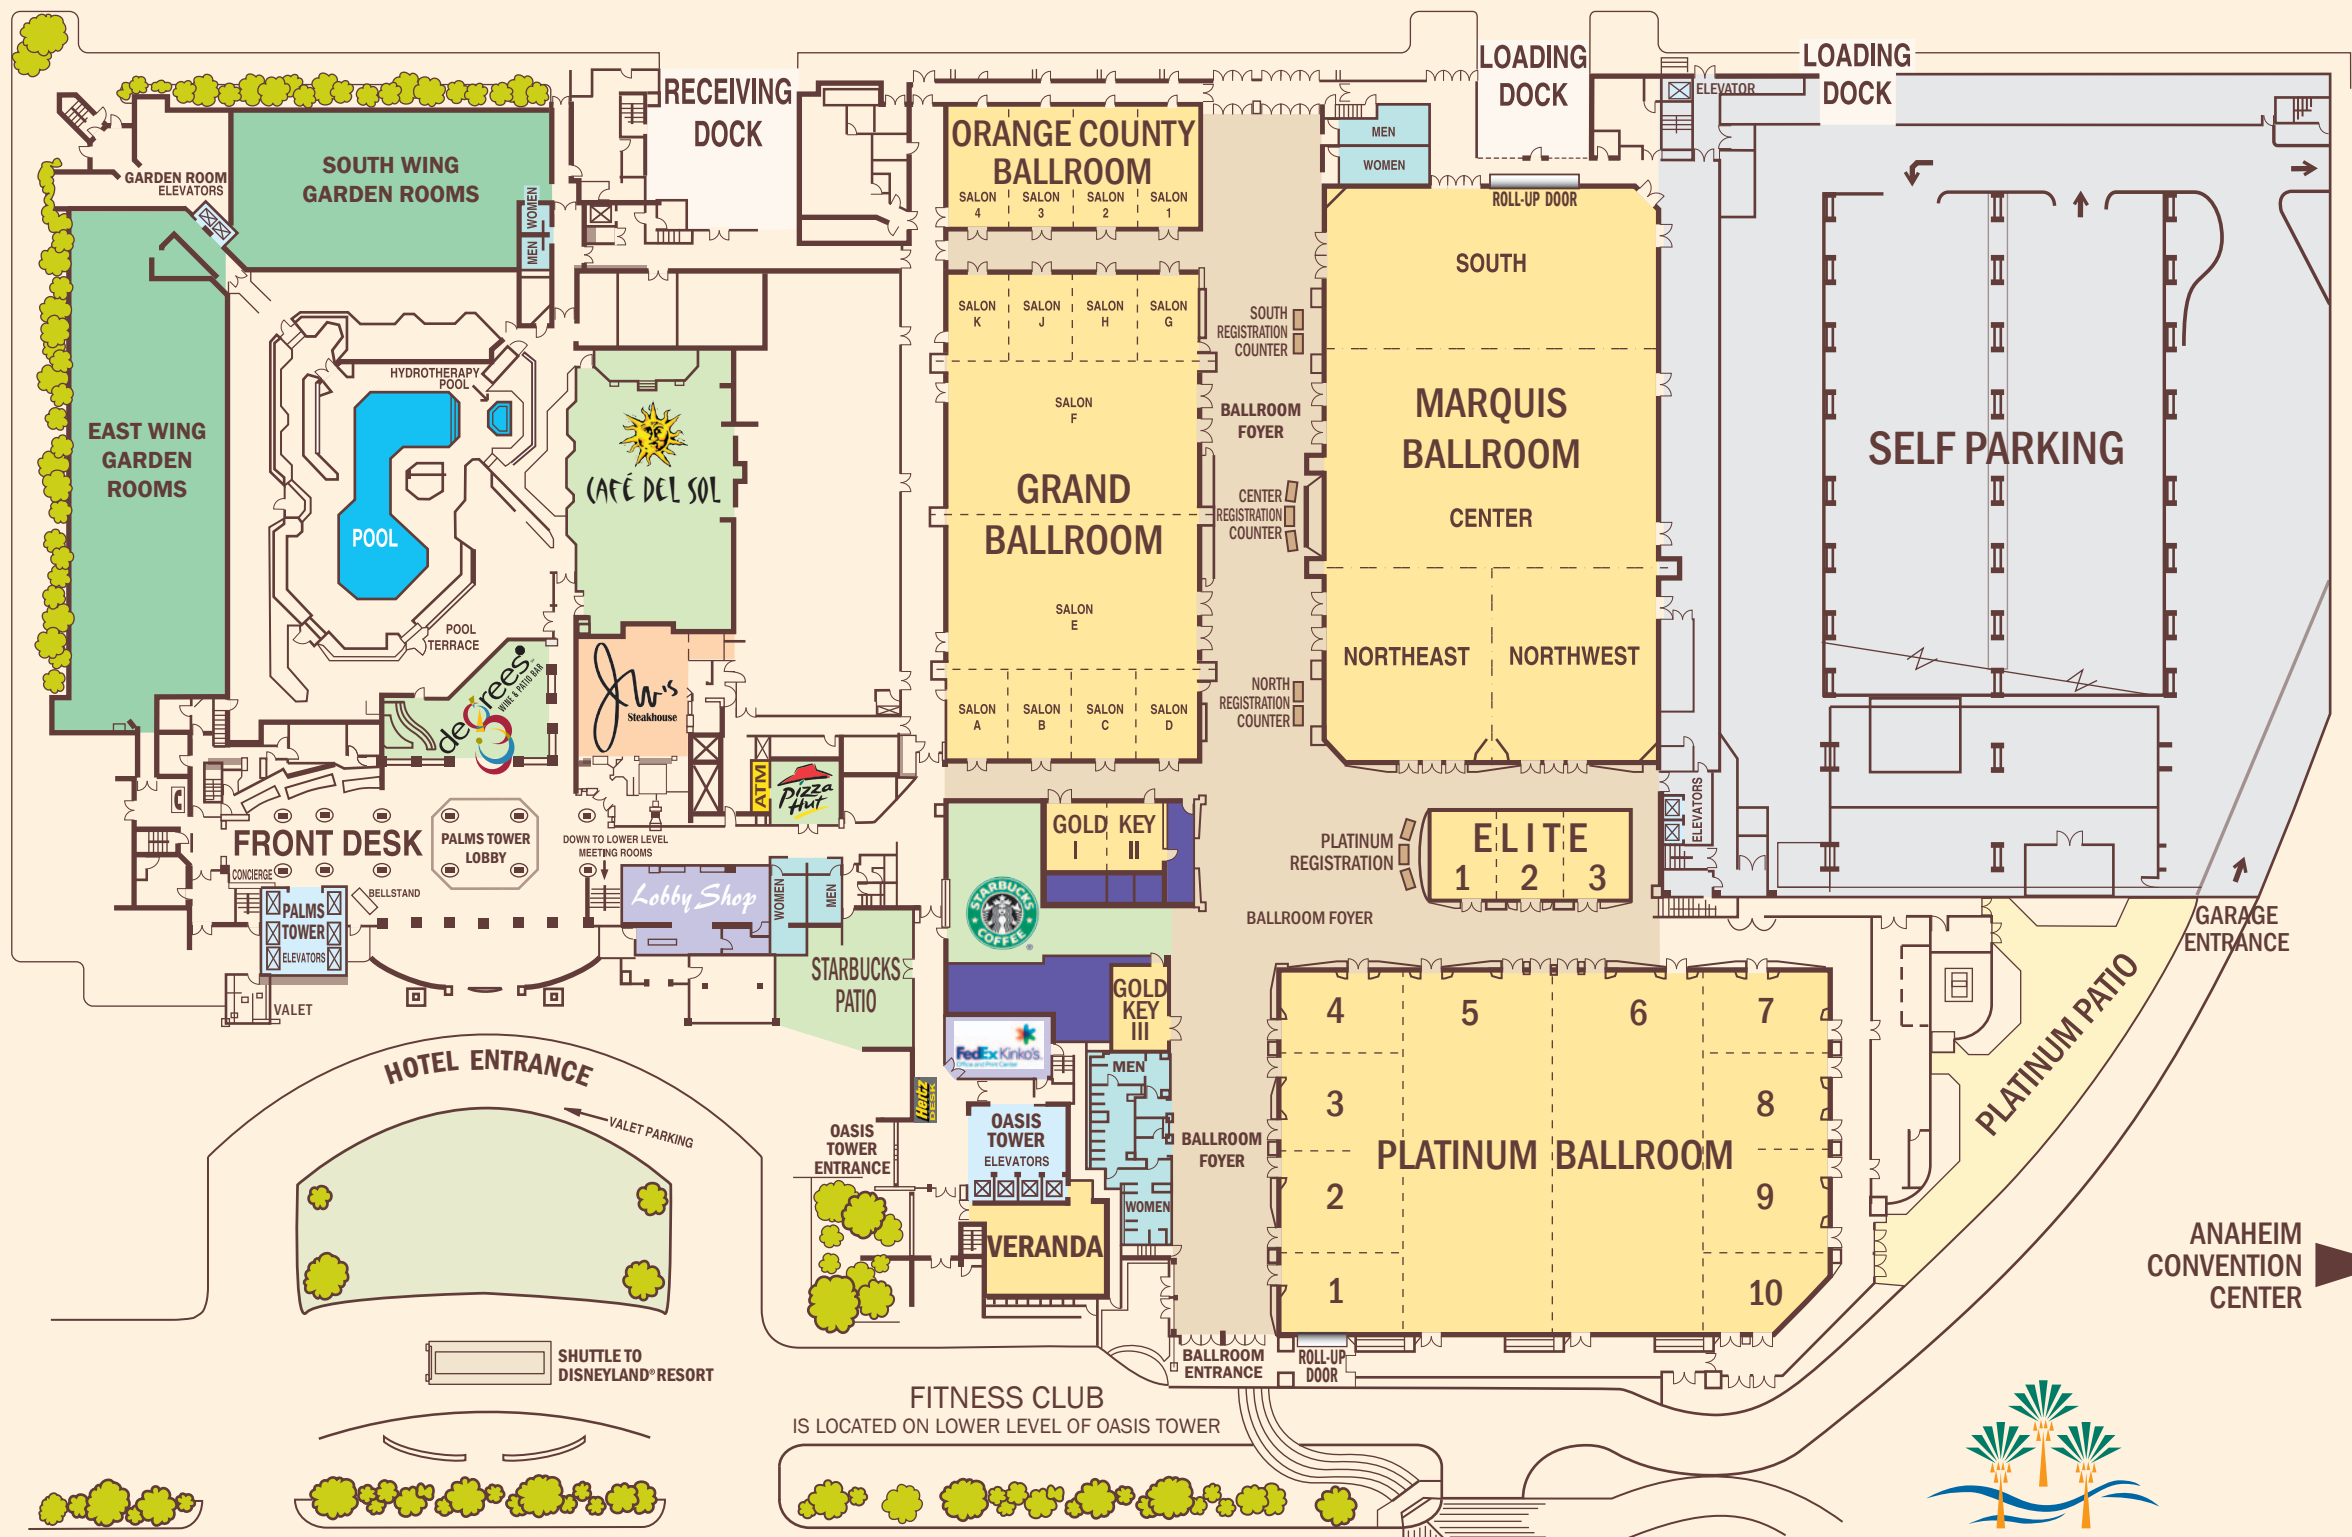 RECEIVING
DOCK
LOADING
DOCK
LOADING
DOCK
ELEVATOR
SOUTH WING
GARDEN ROOMS
GARDEN ROOM
ELEVATORS
WOMEN
MEN
ORANGE COUNTY
BALLROOM
SALON
4
SALON
3
SALON
2
SALON
1
MEN
WOMEN
ROLL-UP DOOR
SOUTH
SALON
K
SALON
J
SALON
H
SALON
G
SOUTH
REGISTRATION
COUNTER
HYDROTHERAPY
POOL
EAST WING
GARDEN
ROOMS
POOL
POOL
TERRACE
CAFÉ DEL SOL
SALON
F
GRAND
BALLROOM
SALON
E
BALLROOM
FOYER
CENTER
REGISTRATION
COUNTER
MARQUIS
BALLROOM
CENTER
NORTHEAST
NORTHWEST
SELF PARKING
degrees
WINE & PATIO BAR
JW's
Steakhouse
SALON
A
SALON
B
SALON
C
SALON
D
NORTH
REGISTRATION
COUNTER
ATM
Pizza
Hut
FRONT DESK
PALMS TOWER
LOBBY
DOWN TO LOWER LEVEL
MEETING ROOMS
CONCIERGE
BELLSTAND
PALMS
TOWER
ELEVATORS
VALET
Lobby Shop
WOMEN
MEN
STARBUCKS
PATIO
STARBUCKS
COFFEE
®
GOLD KEY
I II
GOLD
KEY
III
PLATINUM
REGISTRATION
ELITE
1 2 3
ELEVATORS
BALLROOM FOYER
GARAGE
ENTRANCE
PLATINUM PATIO
FedEx Kinko's
Office and Print Center
Hertz
DESK
MEN
WOMEN
OASIS
TOWER
ELEVATORS
OASIS
TOWER
ENTRANCE
VERANDA
BALLROOM
FOYER
4
5
6
7
3
8
PLATINUM BALLROOM
2
9
1
10
HOTEL ENTRANCE
VALET PARKING
SHUTTLE TO
DISNEYLAND® RESORT
BALLROOM
ENTRANCE
ROLL-UP
DOOR
FITNESS CLUB
IS LOCATED ON LOWER LEVEL OF OASIS TOWER
ANAHEIM
CONVENTION
CENTER